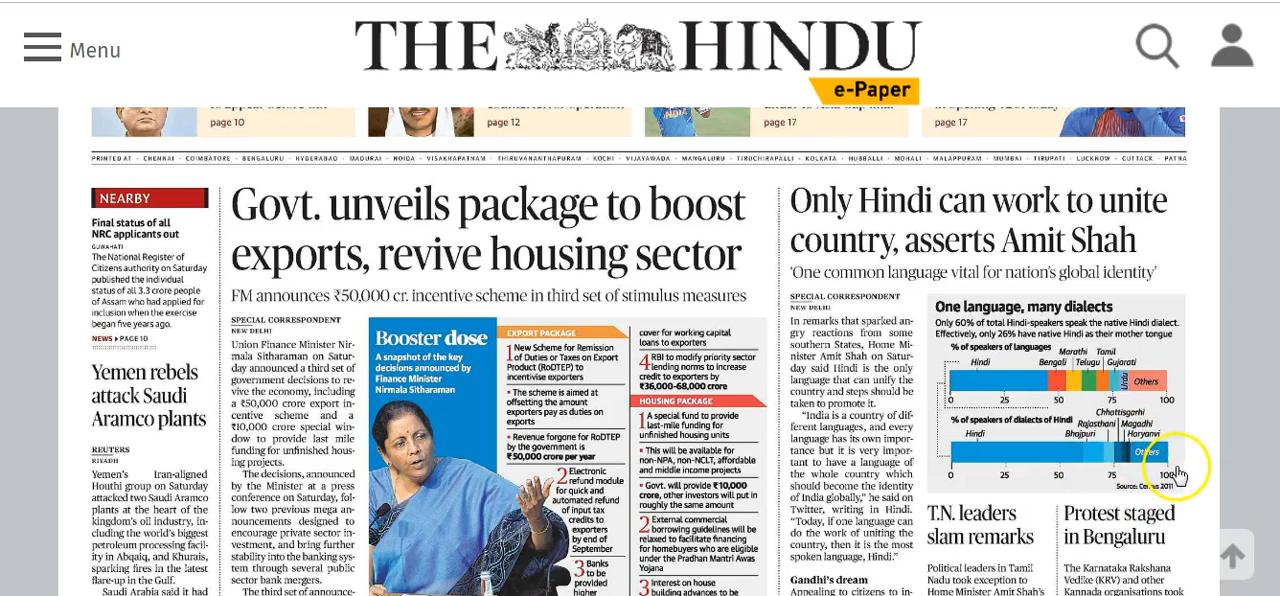 Menu
THE HINDU
e-Paper
page 10
page 12
page 17
page 17
PRINTED AT · CHENNAI · COIMBATORE · BENGALURU · HYDERABAD · MADURAI · NOIDA · VISAKHAPATNAM · THIRUVANANTHAPURAM · KOCHI · VIJAYAWADA · MANGALURU · TIRUCHIRAPALLI · KOLKATA · HUBBALLI · MOHALI · MALAPPURAM · MUMBAI · TIRUPATI · LUCKNOW · CUTTACK · PATNA
NEARBY
Final status of all
NRC applicants out
GUWAHATI
The National Register of
Citizens authority on Saturday
published the individual
status of all 3.3 crore people
of Assam who had applied for
inclusion when the exercise
began five years ago.
NEWS ▸ PAGE 10
Yemen rebels
attack Saudi
Aramco plants
REUTERS
RIYADH
Yemen's Iran-aligned
Houthi group on Saturday
attacked two Saudi Aramco
plants at the heart of the
kingdom's oil industry, in-
cluding the world's biggest
petroleum processing facil-
ity in Abqaiq, and Khurais,
sparking fires in the latest
flare-up in the Gulf.
Saudi Arabia said it had
Govt. unveils package to boost
exports, revive housing sector
FM announces ₹50,000 cr. incentive scheme in third set of stimulus measures
SPECIAL CORRESPONDENT
NEW DELHI
Union Finance Minister Nir-
mala Sitharaman on Satur-
day announced a third set of
government decisions to re-
vive the economy, including
a ₹50,000 crore export in-
centive scheme and a
₹10,000 crore special win-
dow to provide last mile
funding for unfinished hous-
ing projects.
The decisions, announced
by the Minister at a press
conference on Saturday, fol-
low two previous mega an-
nouncements designed to
encourage private sector in-
vestment, and bring further
stability into the banking sys-
tem through several public
sector bank mergers.
The third set of announce-
Booster dose
A snapshot of the key
decisions announced by
Finance Minister
Nirmala Sitharaman
EXPORT PACKAGE
1 New Scheme for Remission
of Duties or Taxes on Export
Product (RoDTEP) to
incentivise exporters
• The scheme is aimed at
offsetting the amount
exporters pay as duties on
exports
• Revenue forgone for RoDTEP
by the government is
₹50,000 crore per year
2 Electronic
refund module
for quick and
automated refund
of input tax
credits to
exporters
by end of
September
3 Banks
to be
provided
higher
cover for working capital
loans to exporters
4 RBI to modify priority sector
lending norms to increase
credit to exporters by
₹36,000-68,000 crore
HOUSING PACKAGE
1 A special fund to provide
last-mile funding for
unfinished housing units
• This will be available for
non-NPA, non-NCLT, affordable
and middle income projects
• Govt. will provide ₹10,000
crore, other investors will put in
roughly the same amount
2 External commercial
borrowing guidelines will be
relaxed to facilitate financing
for homebuyers who are eligible
under the Pradhan Mantri Awas
Yojana
3 Interest on house
building advances to be
Only Hindi can work to unite
country, asserts Amit Shah
'One common language vital for nation's global identity'
SPECIAL CORRESPONDENT
NEW DELHI
In remarks that sparked an-
gry reactions from some
southern States, Home Mi-
nister Amit Shah on Satur-
day said Hindi is the only
language that can unify the
country and steps should be
taken to promote it.
"India is a country of dif-
ferent languages, and every
language has its own impor-
tance but it is very impor-
tant to have a language of
the whole country which
should become the identity
of India globally," he said on
Twitter, writing in Hindi.
"Today, if one language can
do the work of uniting the
country, then it is the most
spoken language, Hindi."
Gandhi's dream
Appealing to citizens to in-
One language, many dialects
Only 60% of total Hindi-speakers speak the native Hindi dialect.
Effectively, only 26% have native Hindi as their mother tongue
% of speakers of languages
Marathi Tamil
Hindi Bengali Telugu Gujarati
Urdu Others
0 25 50 75 100
Chhattisgarhi
% of speakers of dialects of Hindi Rajasthani Magadhi
Hindi Bhojpuri Haryanvi
Others
0 25 50 75 100
Source: Census 2011
T.N. leaders
slam remarks
Political leaders in Tamil
Nadu took exception to
Home Minister Amit Shah's
Protest staged
in Bengaluru
The Karnataka Rakshana
Vedike (KRV) and other
Kannada organisations took